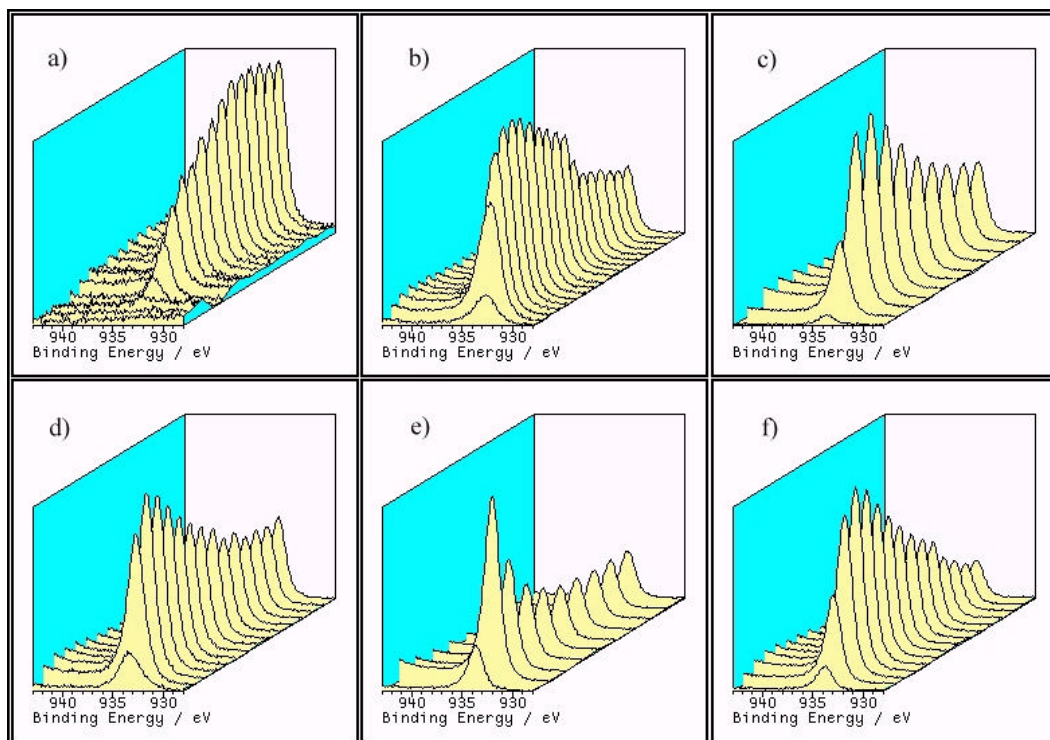 a) b) c)
940 935 930 940 935 930 940 935 930
Binding Energy / eV Binding Energy / eV Binding Energy / eV
d) e) f)
940 935 930 940 935 930 940 935 930
Binding Energy / eV Binding Energy / eV Binding Energy / eV